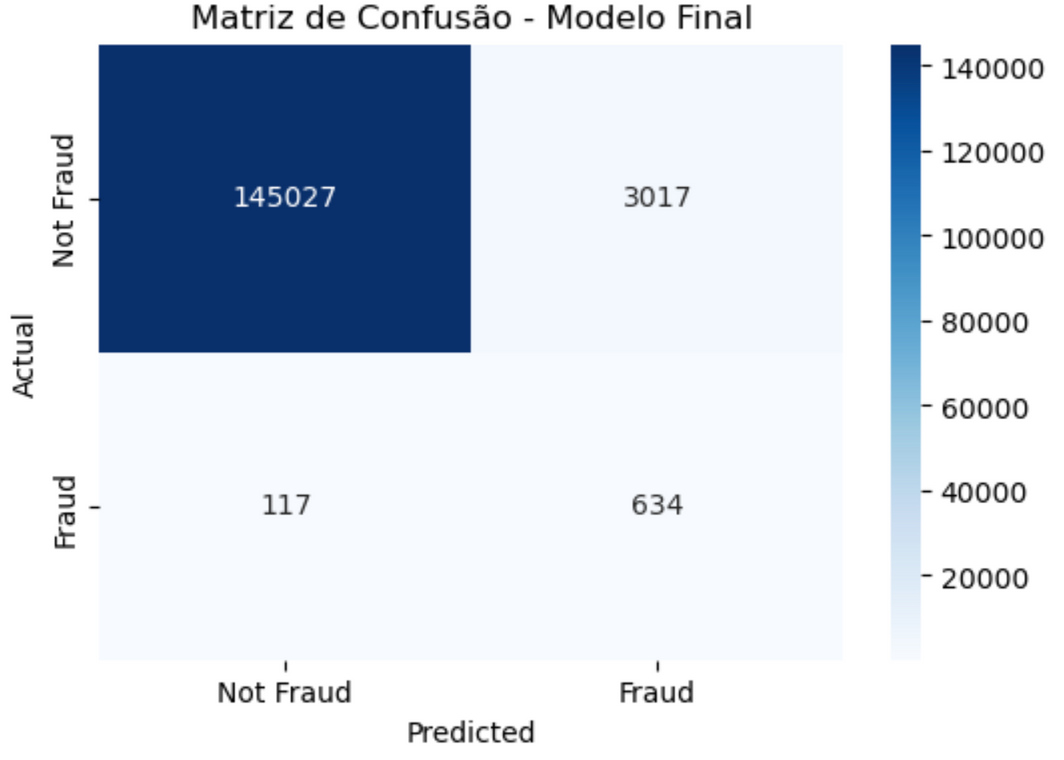 Matriz de Confusão - Modelo Final
Actual
Not Fraud
145027
3017
Fraud
117
634
Not Fraud
Fraud
Predicted
140000
120000
100000
80000
60000
40000
20000